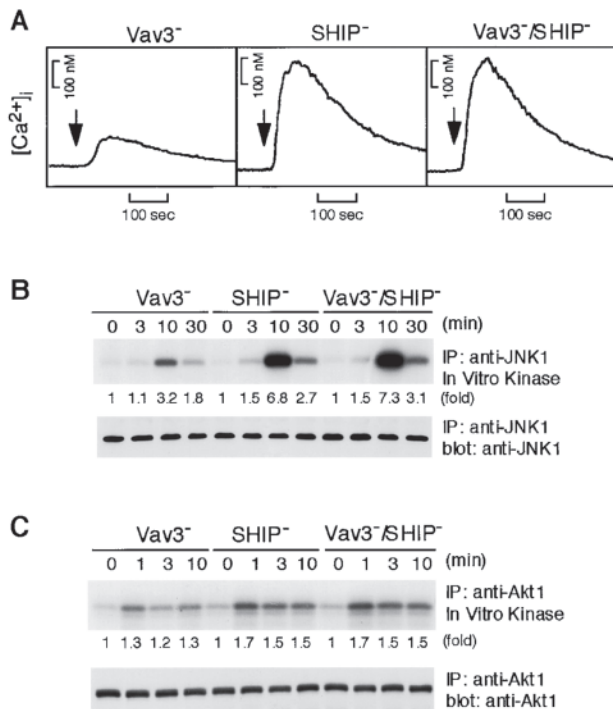 A
Vav3⁻ SHIP⁻ Vav3⁻/SHIP⁻
[Ca²⁺]i
100 nM 100 nM 100 nM
100 sec 100 sec 100 sec
B
Vav3⁻ SHIP⁻ Vav3⁻/SHIP⁻
0 3 10 30 0 3 10 30 0 3 10 30 (min)
IP: anti-JNK1
In Vitro Kinase
1 1.1 3.2 1.8 1 1.5 6.8 2.7 1 1.5 7.3 3.1 (fold)
IP: anti-JNK1
blot: anti-JNK1
C
Vav3⁻ SHIP⁻ Vav3⁻/SHIP⁻
0 1 3 10 0 1 3 10 0 1 3 10 (min)
IP: anti-Akt1
In Vitro Kinase
1 1.3 1.2 1.3 1 1.7 1.5 1.5 1 1.7 1.5 1.5 (fold)
IP: anti-Akt1
blot: anti-Akt1